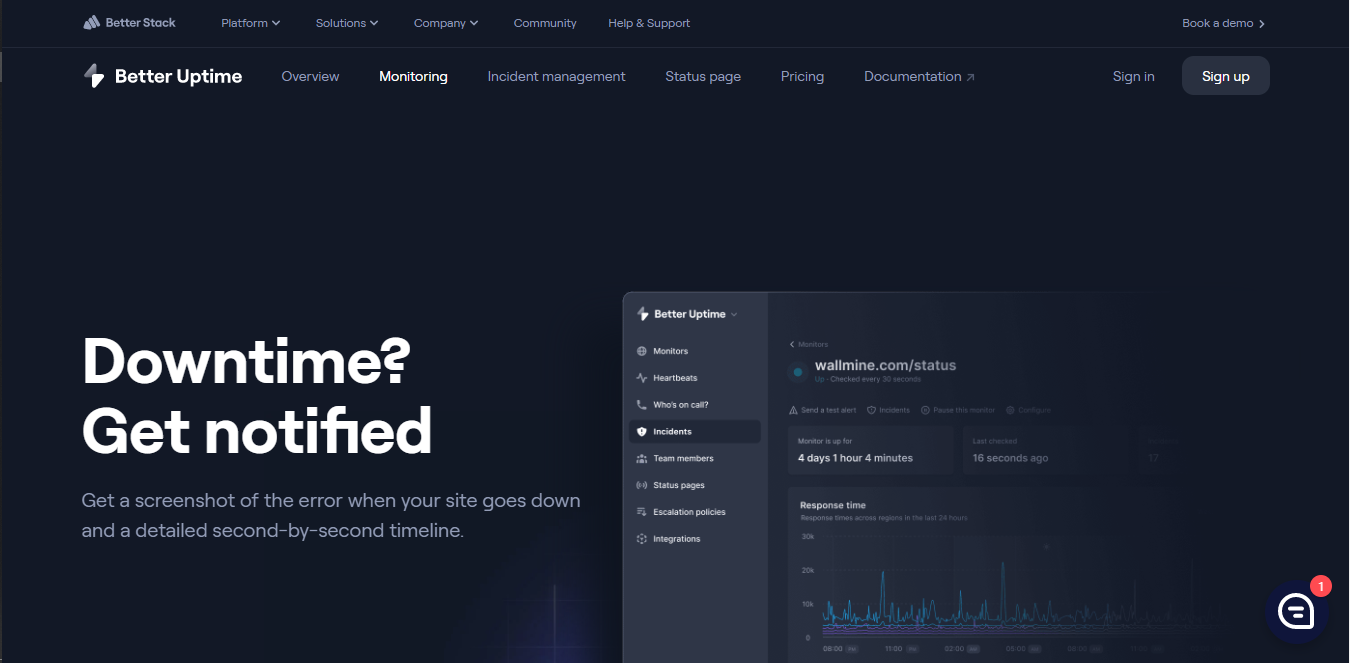 Better Stack Platform Solutions Company Community Help & Support Book a demo
Better Uptime Overview Monitoring Incident management Status page Pricing Documentation Sign in Sign up
Downtime?
Get notified
Get a screenshot of the error when your site goes down
and a detailed second-by-second timeline.
Better Uptime
Monitors
Heartbeats
Who's on call?
Incidents
Team members
Status pages
Escalation policies
Integrations
Monitors
wallmine.com/status
Up · Checked every 30 seconds
Send a test alert Incidents Pause this monitor Configure
Monitor is up for
4 days 1 hour 4 minutes
Last checked
16 seconds ago
17
Response time
Response times across regions in the last 24 hours
30k
20k
10k
0
08:00 11:00 02:00 05:00 08:00 11:00
1